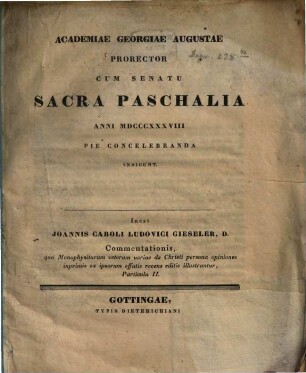 ACADEMIAE GEORGIAE AUGUSTAE
PRORECTOR
CUM SENATU
SACRA PASCHALIA
ANNI MDCCCXXXVIII
PIE CONCELEBRANDA
INDICUNT.
Inest
JOANNIS CAROLI LUDOVICI GIESELER, D.
Commentationis,
qua Monophysitarum veterum variae de Christi persona opiniones
inprimis ex ipsorum effatis recens editis illustrantur,
Particula II.
GOTTINGAE,
TYPIS DIETERICHIANIS